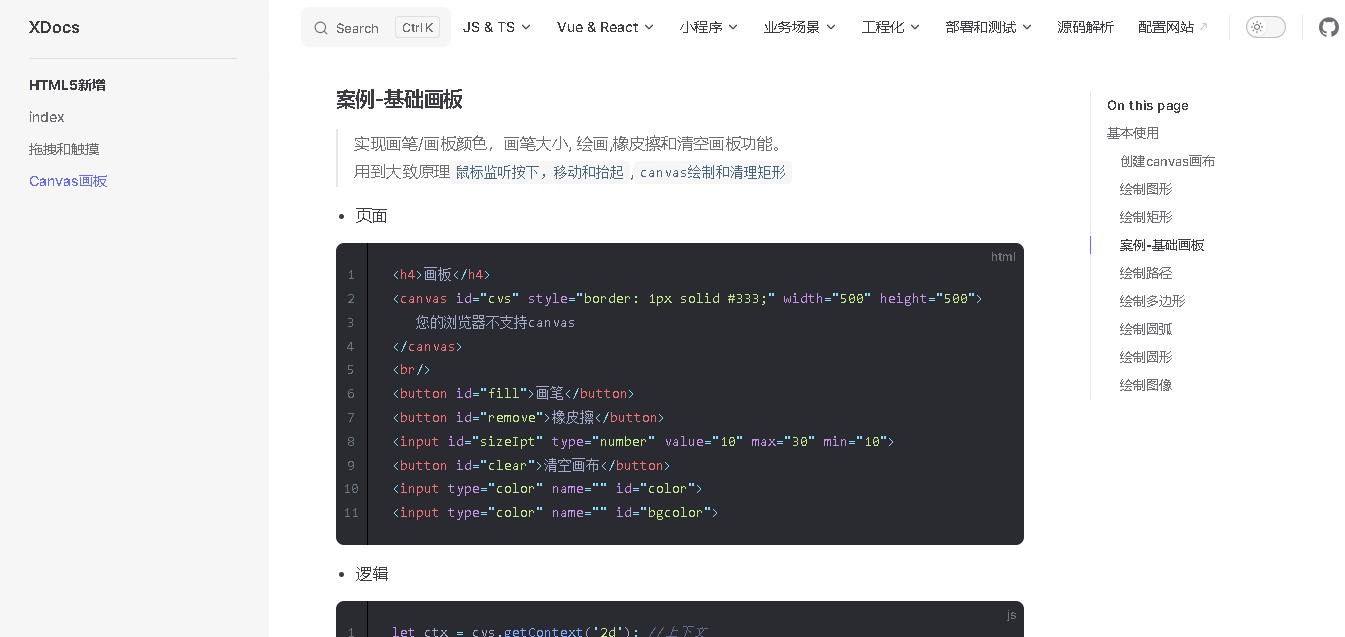 XDocs
Search Ctrl K JS & TS Vue & React 小程序 业务场景 工程化 部署和测试 源码解析 配置网站
HTML5新增
index
拖拽和触摸
Canvas画板
案例-基础画板
实现画笔/画板颜色，画笔大小, 绘画,橡皮擦和清空画板功能。
用到大致原理 鼠标监听按下，移动和抬起 , canvas绘制和清理矩形
• 页面
html
1 <h4>画板</h4>
2 <canvas id="cvs" style="border: 1px solid #333;" width="500" height="500">
3 您的浏览器不支持canvas
4 </canvas>
5 <br/>
6 <button id="fill">画笔</button>
7 <button id="remove">橡皮擦</button>
8 <input id="sizeIpt" type="number" value="10" max="30" min="10">
9 <button id="clear">清空画布</button>
10 <input type="color" name="" id="color">
11 <input type="color" name="" id="bgcolor">
• 逻辑
js
1 let ctx = cvs.getContext('2d'); //上下文
On this page
基本使用
创建canvas画布
绘制图形
绘制矩形
案例-基础画板
绘制路径
绘制多边形
绘制圆弧
绘制圆形
绘制图像